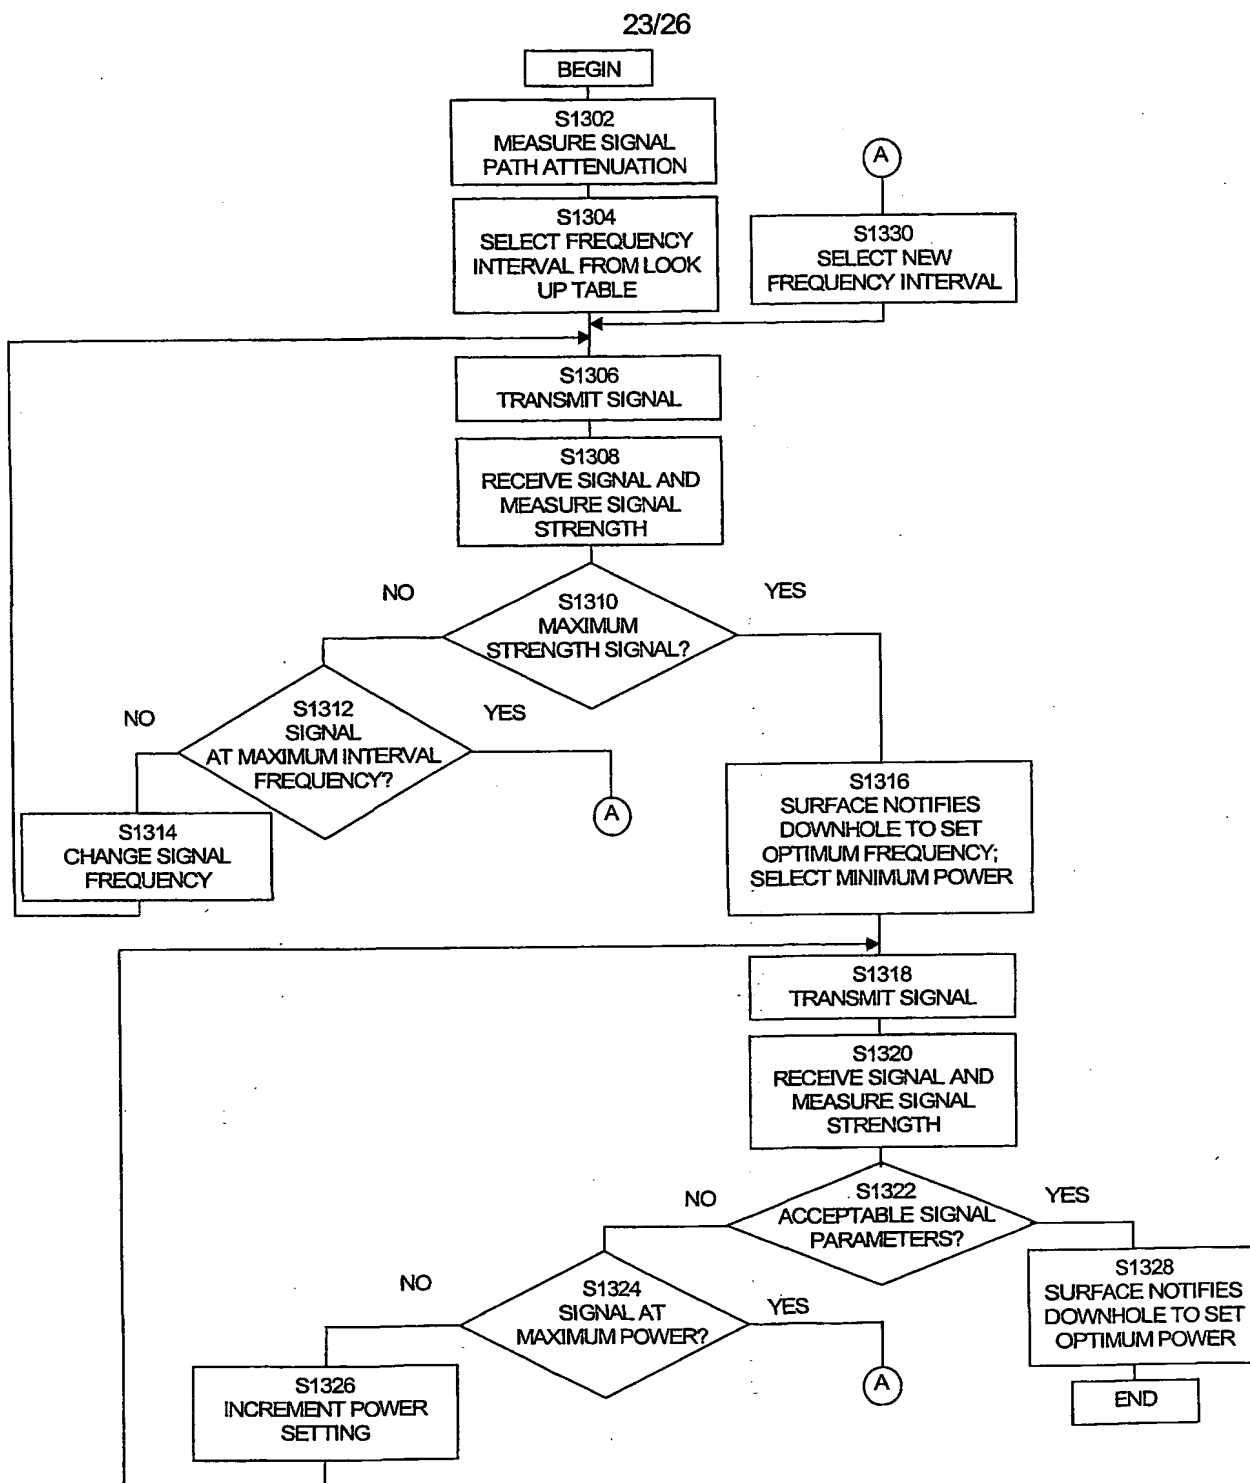 23/26
BEGIN
S1302
MEASURE SIGNAL
PATH ATTENUATION
A
S1304
SELECT FREQUENCY
INTERVAL FROM LOOK
UP TABLE
S1330
SELECT NEW
FREQUENCY INTERVAL
S1306
TRANSMIT SIGNAL
S1308
RECEIVE SIGNAL AND
MEASURE SIGNAL
STRENGTH
NO
S1310
MAXIMUM
STRENGTH SIGNAL?
YES
NO
S1312
SIGNAL
AT MAXIMUM INTERVAL
FREQUENCY?
YES
A
S1314
CHANGE SIGNAL
FREQUENCY
S1316
SURFACE NOTIFIES
DOWNHOLE TO SET
OPTIMUM FREQUENCY;
SELECT MINIMUM POWER
S1318
TRANSMIT SIGNAL
S1320
RECEIVE SIGNAL AND
MEASURE SIGNAL
STRENGTH
NO
S1322
ACCEPTABLE SIGNAL
PARAMETERS?
YES
NO
S1324
SIGNAL AT
MAXIMUM POWER?
YES
A
S1328
SURFACE NOTIFIES
DOWNHOLE TO SET
OPTIMUM POWER
END
S1326
INCREMENT POWER
SETTING